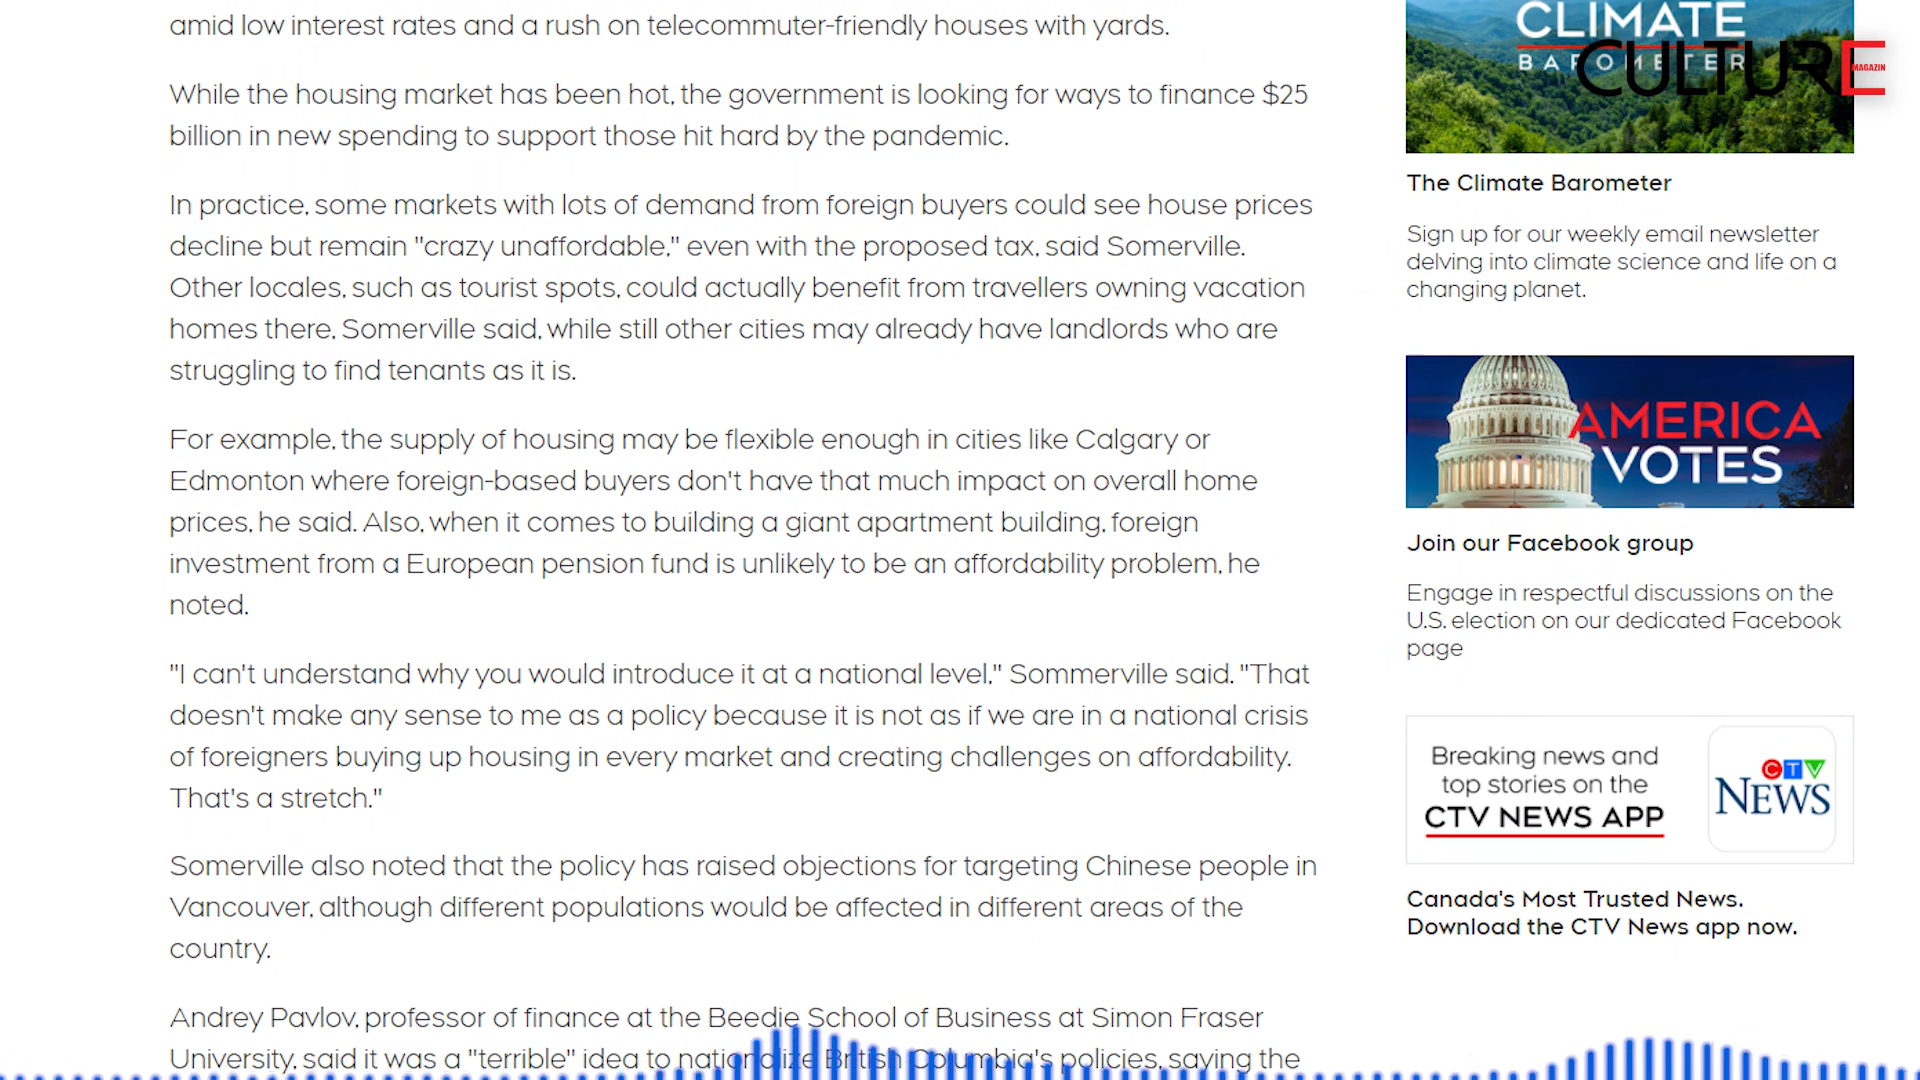 amid low interest rates and a rush on telecommuter-friendly houses with yards.
While the housing market has been hot, the government is looking for ways to finance $25
billion in new spending to support those hit hard by the pandemic.
In practice, some markets with lots of demand from foreign buyers could see house prices
decline but remain "crazy unaffordable," even with the proposed tax, said Somerville.
Other locales, such as tourist spots, could actually benefit from travellers owning vacation
homes there, Somerville said, while still other cities may already have landlords who are
struggling to find tenants as it is.
For example, the supply of housing may be flexible enough in cities like Calgary or
Edmonton where foreign-based buyers don't have that much impact on overall home
prices, he said. Also, when it comes to building a giant apartment building, foreign
investment from a European pension fund is unlikely to be an affordability problem, he
noted.
"I can't understand why you would introduce it at a national level," Sommerville said. "That
doesn't make any sense to me as a policy because it is not as if we are in a national crisis
of foreigners buying up housing in every market and creating challenges on affordability.
That's a stretch."
Somerville also noted that the policy has raised objections for targeting Chinese people in
Vancouver, although different populations would be affected in different areas of the
country.
Andrey Pavlov, professor of finance at the Beedie School of Business at Simon Fraser
University, said it was a "terrible" idea to nationalize British Columbia's policies, saying the
CLIMATE
BAROMETER
CULTURE
MAGAZIN
The Climate Barometer
Sign up for our weekly email newsletter
delving into climate science and life on a
changing planet.
AMERICA
VOTES
Join our Facebook group
Engage in respectful discussions on the
U.S. election on our dedicated Facebook
page
Breaking news and
top stories on the
CTV NEWS APP
CTV
NEWS
Canada's Most Trusted News.
Download the CTV News app now.